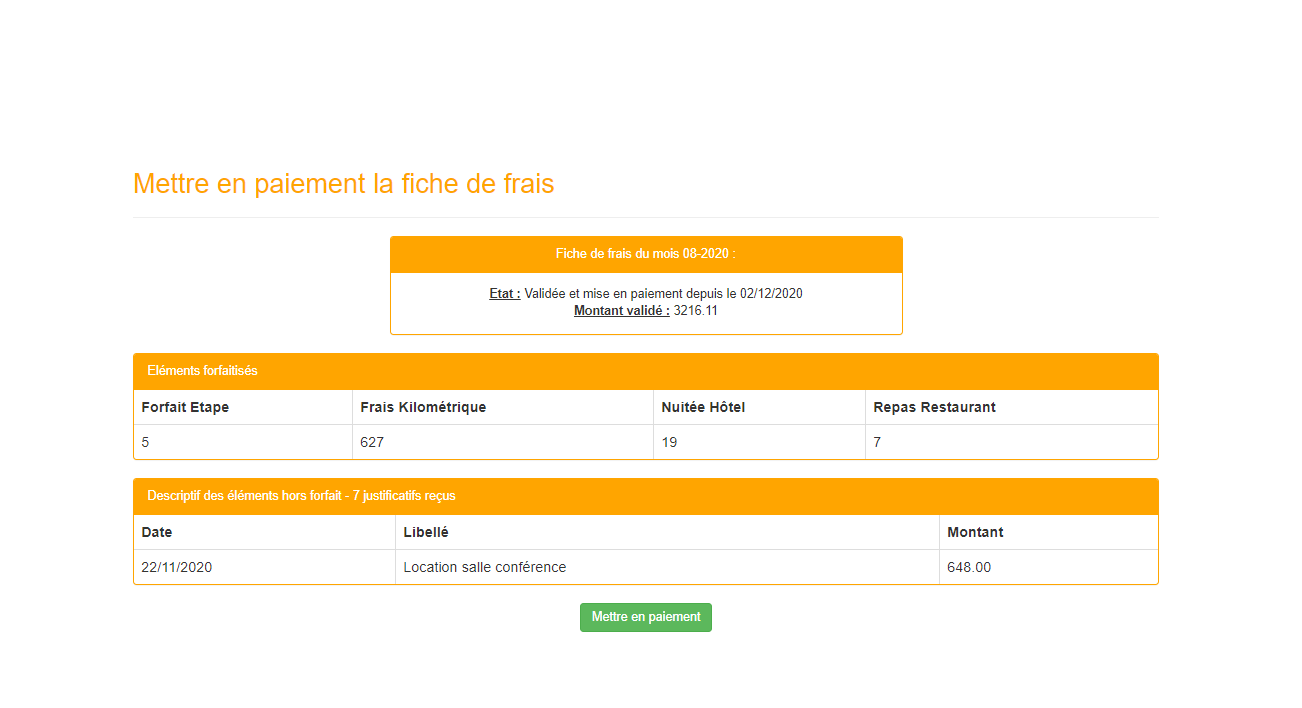 Mettre en paiement la fiche de frais
Fiche de frais du mois 08-2020 :
Etat : Validée et mise en paiement depuis le 02/12/2020
Montant validé : 3216.11
Eléments forfaitisés
Forfait Etape Frais Kilométrique Nuitée Hôtel Repas Restaurant
5 627 19 7
Descriptif des éléments hors forfait - 7 justificatifs reçus
Date Libellé Montant
22/11/2020 Location salle conférence 648.00
Mettre en paiement